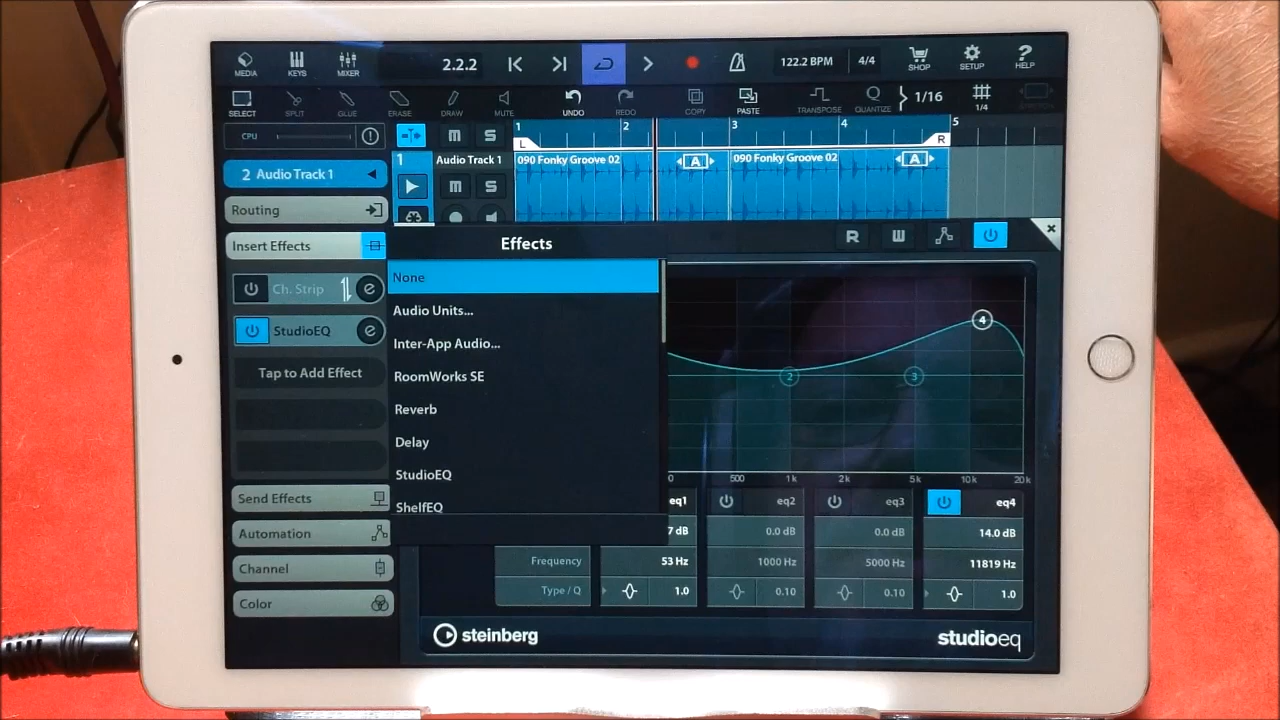 MEDIA KEYS MIXER 2.2.2 122.2 BPM 4/4 SHOP SETUP HELP
SELECT SPLIT GLUE ERASE DRAW MUTE UNDO REDO COPY PASTE TRANSPOSE QUANTIZE 1/16 1/4
CPU M S 1 2 3 4 5
L R
1 Audio Track 1 090 Fonky Groove 02 A 090 Fonky Groove 02 A
2 Audio Track 1 M S
Routing
Insert Effects Effects R W
None
Ch. Strip e
Audio Units...
StudioEQ e
Inter-App Audio...
Tap to Add Effect
RoomWorks SE
Reverb
Delay
StudioEQ
ShelfEQ
4
2 3
500 1k 2k 5k 10k 20k
Send Effects
Automation
Channel
Color
eq1 eq2 eq3 eq4
7 dB 0.0 dB 0.0 dB 14.0 dB
Frequency 53 Hz 1000 Hz 5000 Hz 11819 Hz
Type / Q 1.0 0.10 0.10 1.0
steinberg studioeq